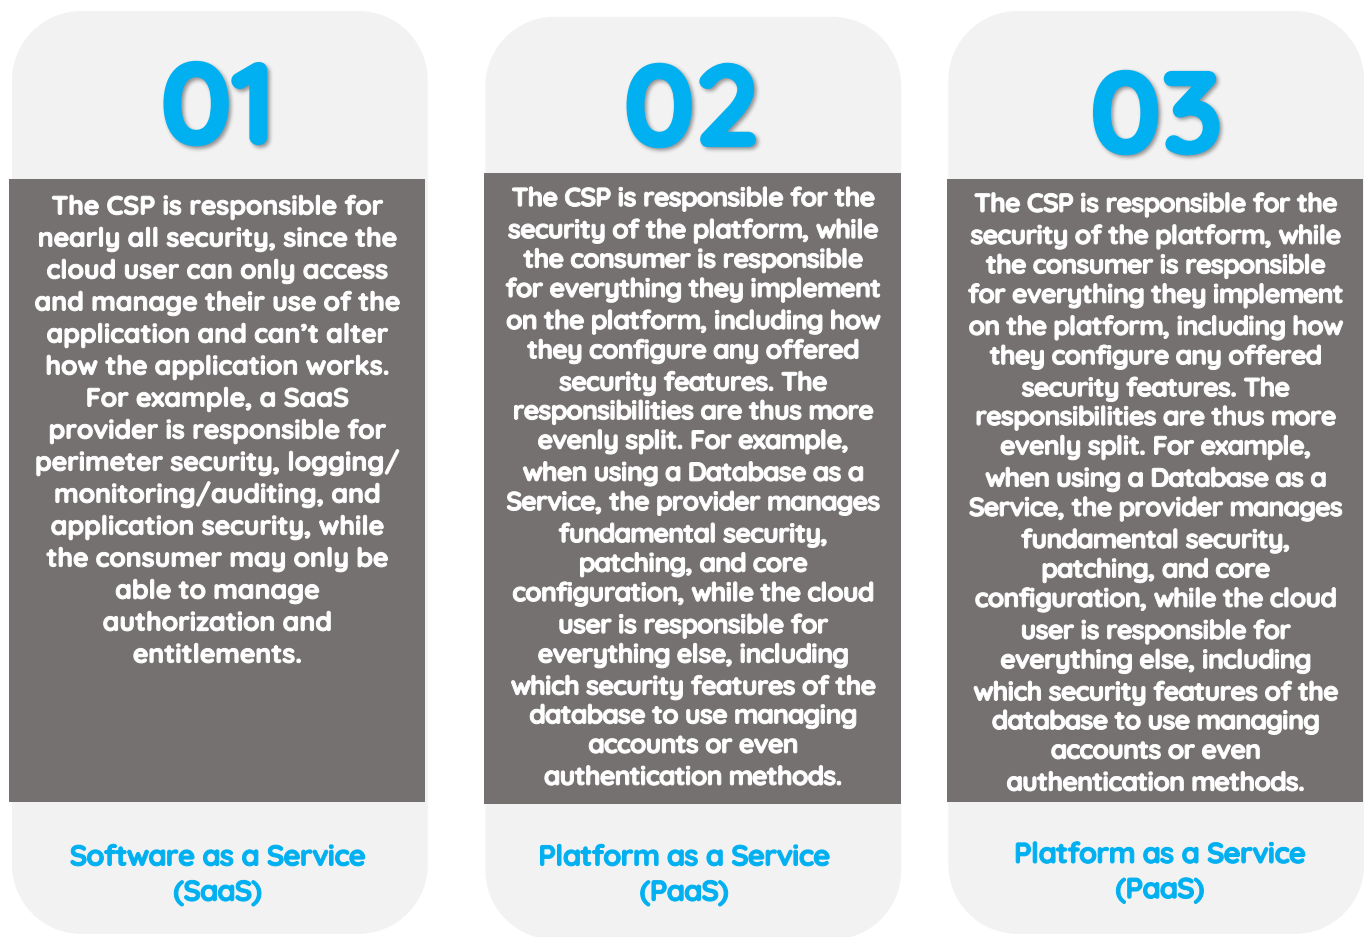 01
The CSP is responsible for
nearly all security, since the
cloud user can only access
and manage their use of the
application and can’t alter
how the application works.
For example, a SaaS
provider is responsible for
perimeter security, logging/
monitoring/auditing, and
application security, while
the consumer may only be
able to manage
authorization and
entitlements.
Software as a Service
(SaaS)
02
The CSP is responsible for the
security of the platform, while
the consumer is responsible
for everything they implement
on the platform, including how
they configure any offered
security features. The
responsibilities are thus more
evenly split. For example,
when using a Database as a
Service, the provider manages
fundamental security,
patching, and core
configuration, while the cloud
user is responsible for
everything else, including
which security features of the
database to use managing
accounts or even
authentication methods.
Platform as a Service
(PaaS)
03
The CSP is responsible for the
security of the platform, while
the consumer is responsible
for everything they implement
on the platform, including how
they configure any offered
security features. The
responsibilities are thus more
evenly split. For example,
when using a Database as a
Service, the provider manages
fundamental security,
patching, and core
configuration, while the cloud
user is responsible for
everything else, including
which security features of the
database to use managing
accounts or even
authentication methods.
Platform as a Service
(PaaS)